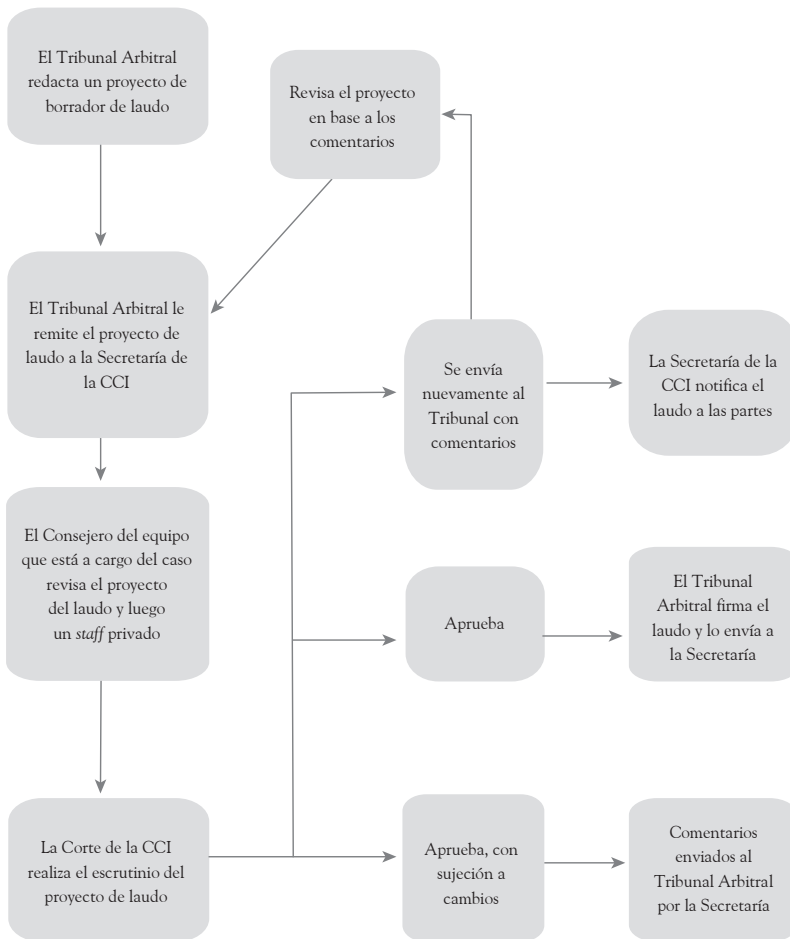 El Tribunal Arbitral
redacta un proyecto de
borrador de laudo
Revisa el proyecto
en base a los
comentarios
El Tribunal Arbitral le
remite el proyecto de
laudo a la Secretaría de
la CCI
Se envía
nuevamente al
Tribunal con
comentarios
La Secretaría de la
CCI notifica el
laudo a las partes
El Consejero del equipo
que está a cargo del caso
revisa el proyecto
del laudo y luego
un staff privado
Aprueba
El Tribunal
Arbitral firma el
laudo y lo envía a
la Secretaría
La Corte de la CCI
realiza el escrutinio del
proyecto de laudo
Aprueba, con
sujeción a
cambios
Comentarios
enviados al
Tribunal Arbitral
por la Secretaría